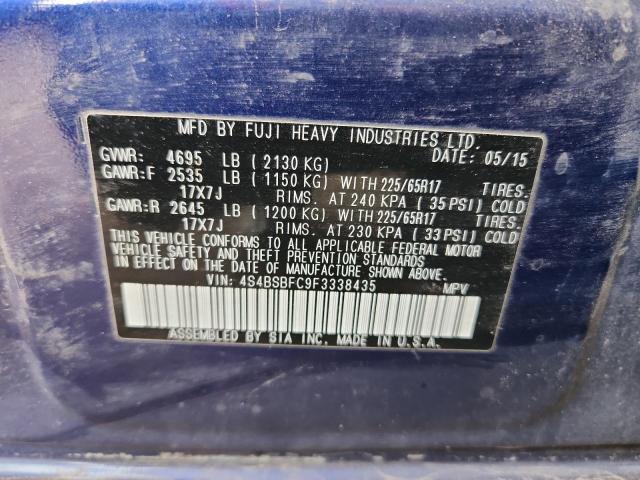 MFD BY FUJI HEAVY INDUSTRIES LTD.
DATE: 05/15
GVWR: 4695 LB (2130 KG)
GAWR:F 2535 LB (1150 KG) WITH 225/65R17 TIRES.
17X7J RIMS. AT 240 KPA (35 PSI) COLD
GAWR:R 2645 LB (1200 KG) WITH 225/65R17 TIRES.
17X7J RIMS. AT 230 KPA (33 PSI) COLD
THIS VEHICLE CONFORMS TO ALL APPLICABLE FEDERAL MOTOR
VEHICLE SAFETY AND THEFT PREVENTION STANDARDS
IN EFFECT ON THE DATE OF MANUFACTURE SHOWN ABOVE.
VIN: 4S4BSBFC9F3338435 MPV
ASSEMBLED BY SIA INC. MADE IN U.S.A.